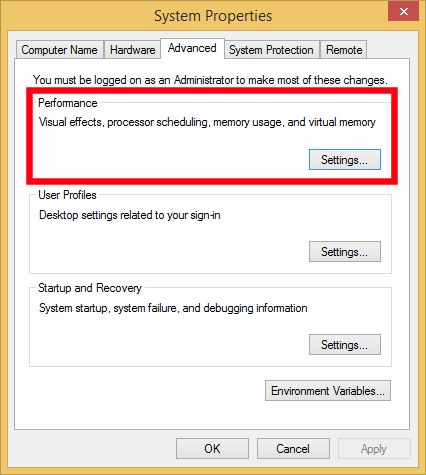 System Properties
Computer Name Hardware Advanced System Protection Remote
You must be logged on as an Administrator to make most of these changes.
Performance
Visual effects, processor scheduling, memory usage, and virtual memory
Settings...
User Profiles
Desktop settings related to your sign-in
Settings...
Startup and Recovery
System startup, system failure, and debugging information
Settings...
Environment Variables...
OK Cancel Apply